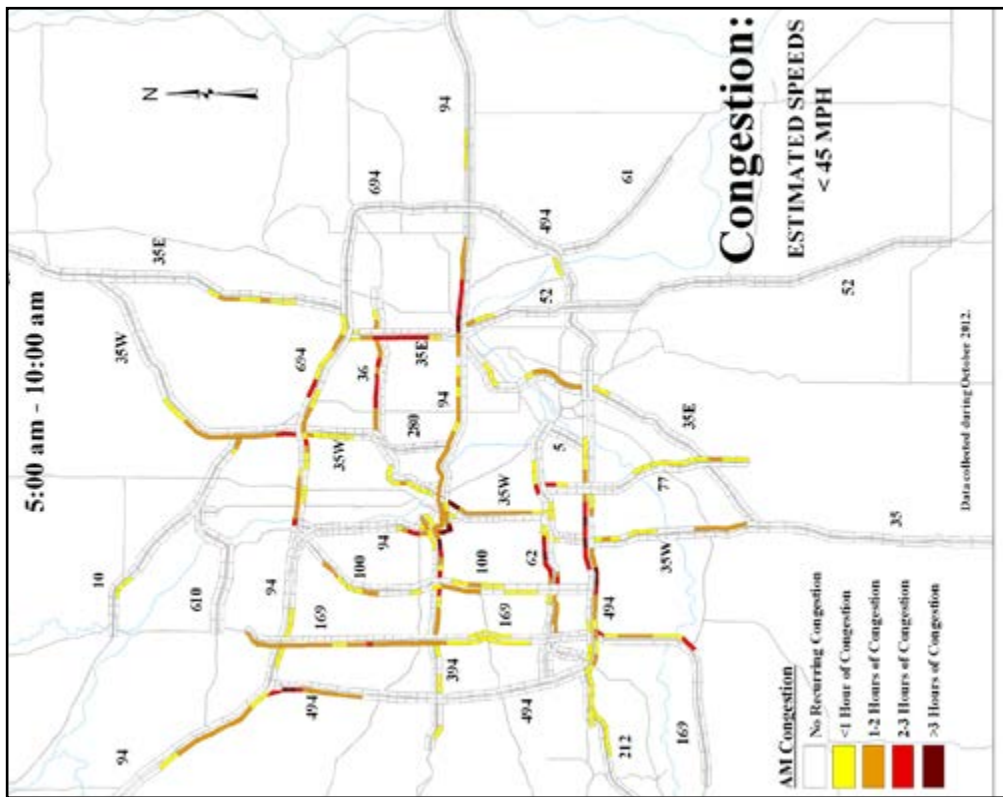 5:00 am - 10:00 am
N
Congestion:
ESTIMATED SPEEDS
< 45 MPH
35E
35W
94
694
61
494
52
52
694
36
35E
94
280
35W
10
610
94
94
100
100
169
169
62
35W
5
77
35E
35W
35
494
394
494
494
94
212
169
AM Congestion
No Recurring Congestion
<1 Hour of Congestion
1-2 Hours of Congestion
2-3 Hours of Congestion
>3 Hours of Congestion
Data collected during October 2012.